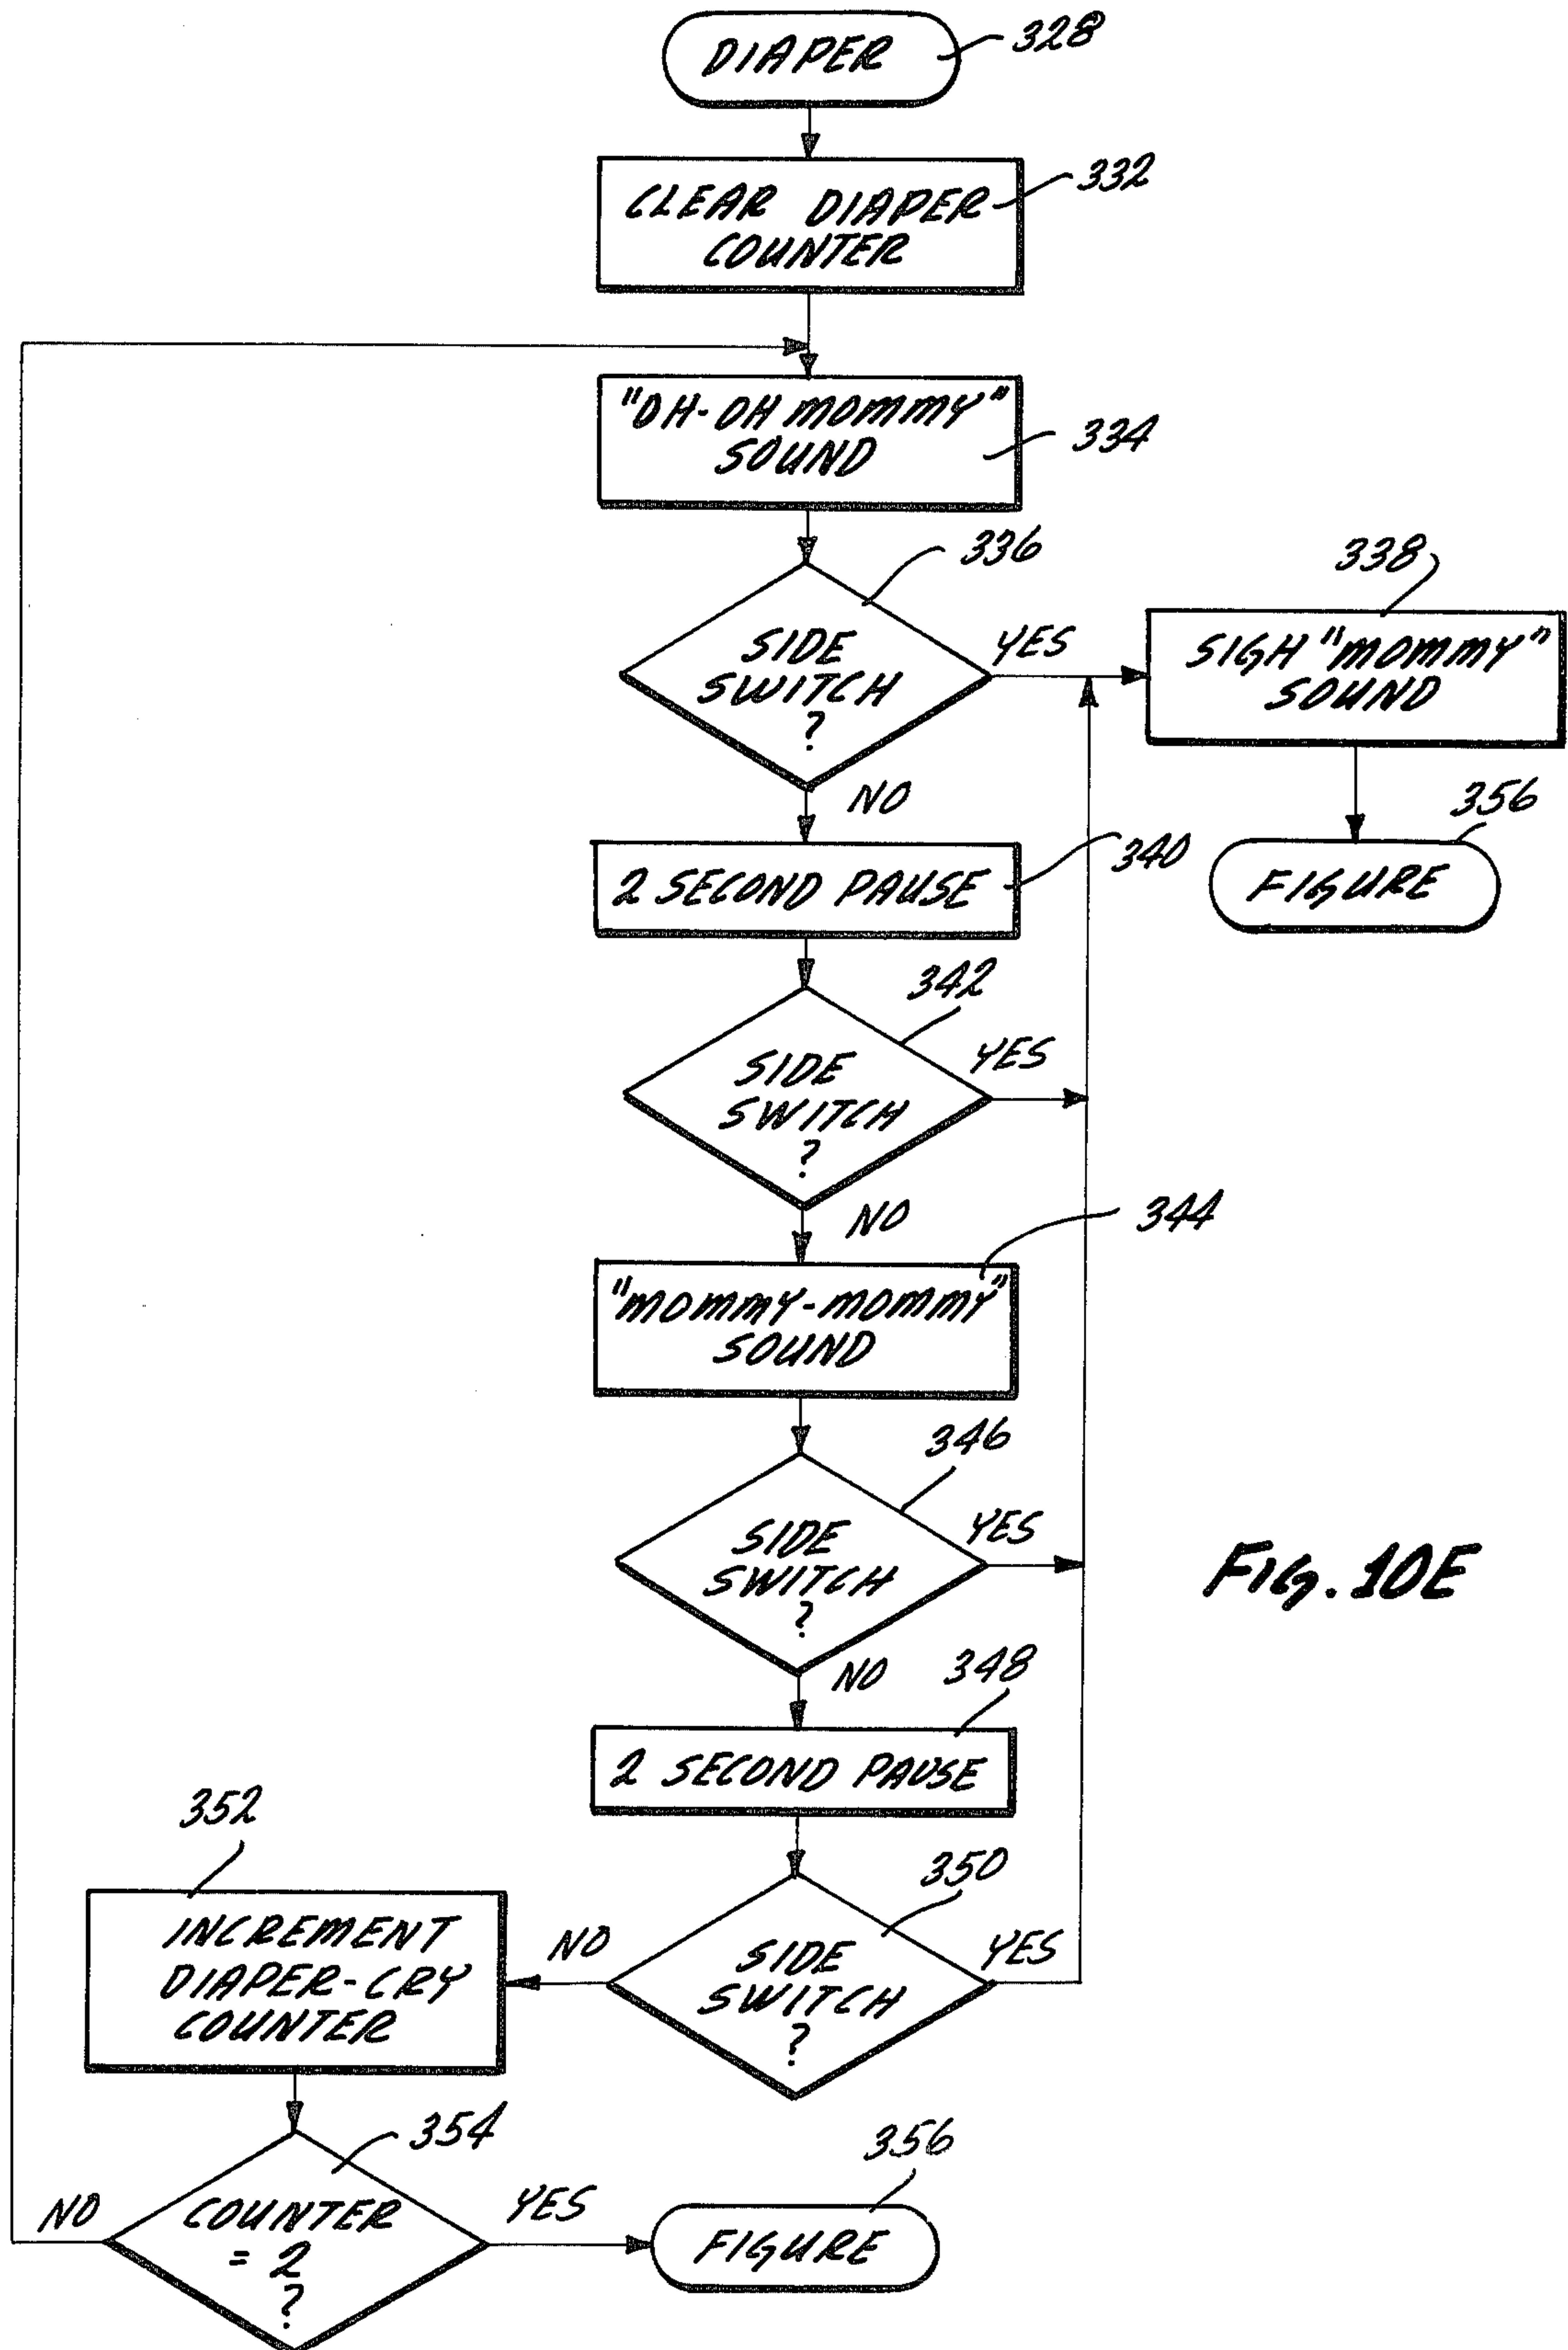 DIAPER
328
CLEAR DIAPER
COUNTER
332
"OH-OH MOMMY"
SOUND
334
336
SIDE
SWITCH
?
YES
338
SIGH "MOMMY"
SOUND
NO
356
FIGURE
2 SECOND PAUSE
340
342
SIDE
SWITCH
?
YES
NO
344
"MOMMY-MOMMY"
SOUND
346
SIDE
SWITCH
?
YES
FIG. 10E
NO
348
2 SECOND PAUSE
350
SIDE
SWITCH
?
YES
NO
352
INCREMENT
DIAPER-CRY
COUNTER
354
COUNTER
= 2
?
NO
YES
356
FIGURE